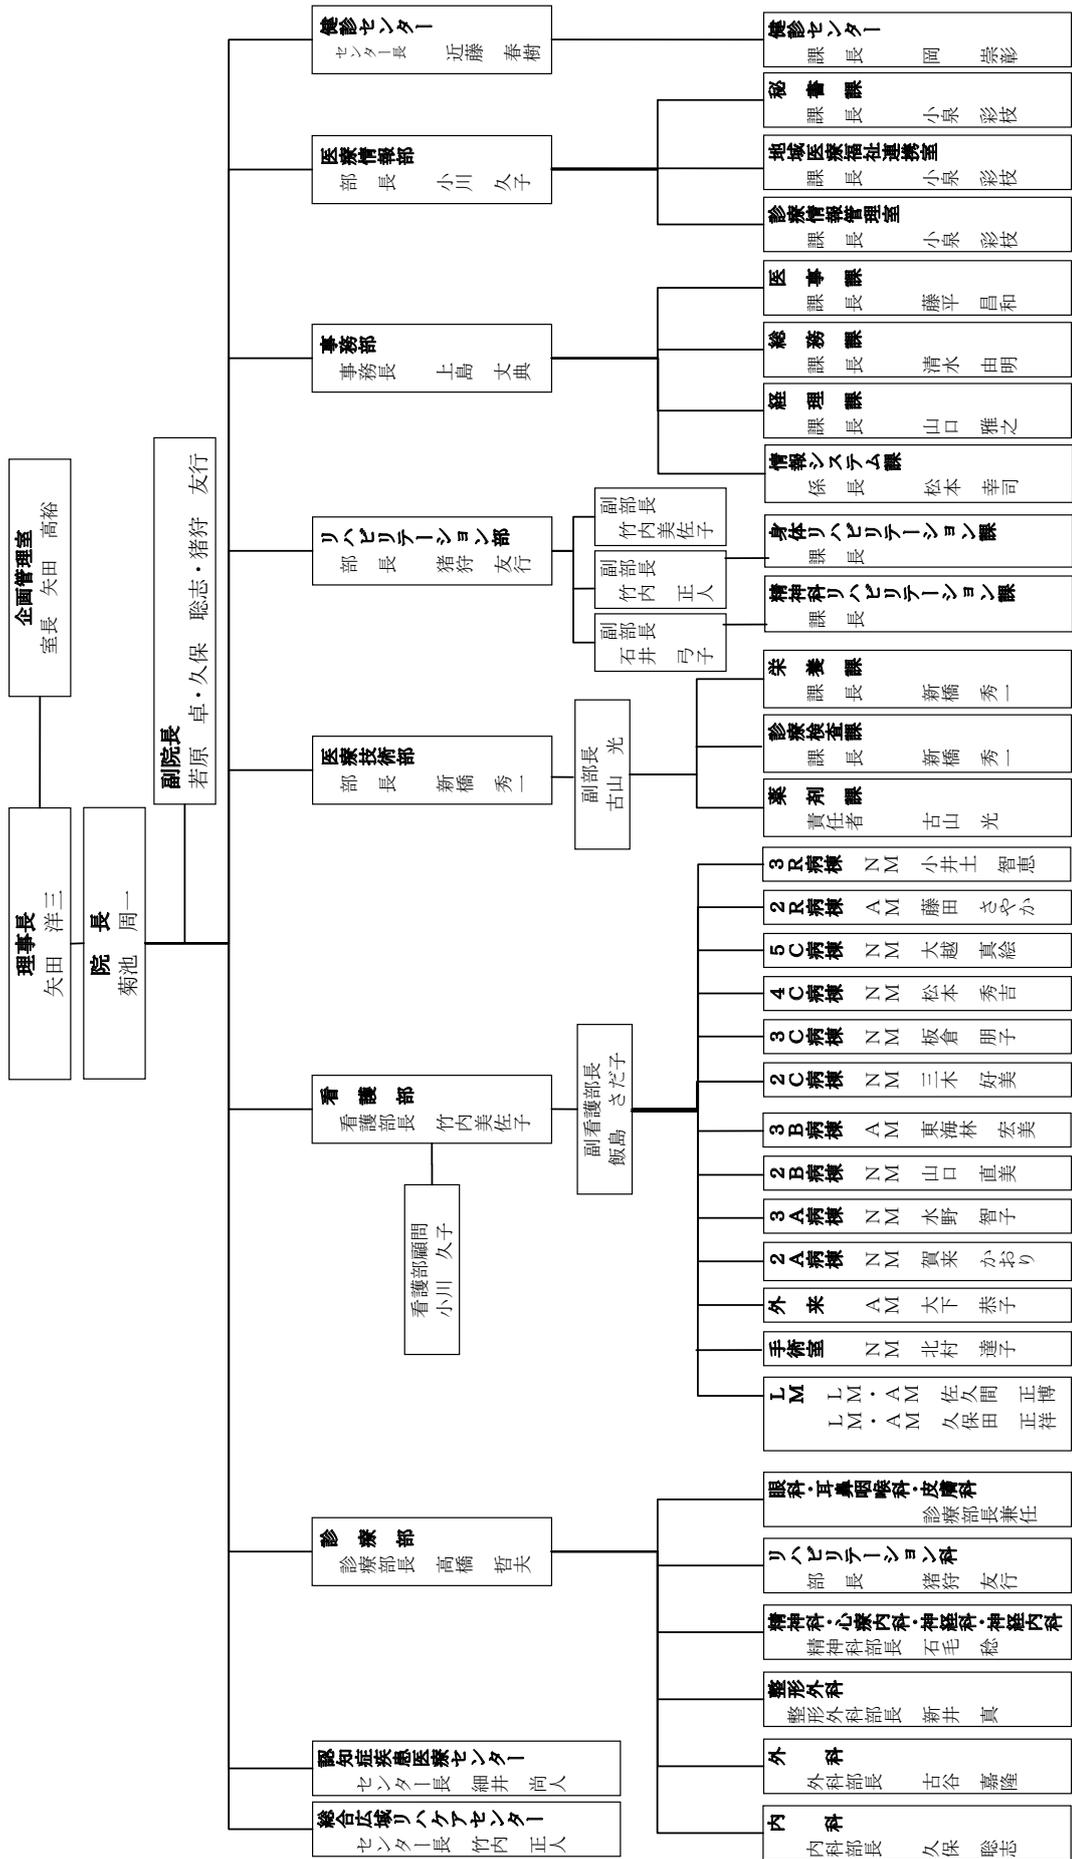 理事長
矢田　洋三
企画管理室
室長　矢田　高裕
院　長
菊池　周一
副院長
若原　卓・久保　聡志・猪狩　友行
総合広域リハケアセンター
センター長　竹内　正人
認知症疾患医療センター
センター長　細井　尚人
診　療　部
診療部長　高橋　哲夫
看　護　部
看護部長　竹内美佐子
医療技術部
部　長　新橋　秀一
リハビリテーション部
部　長　猪狩　友行
事務部
事務長　上島　丈典
医療情報部
部　長　小川　久子
健診センター
センター長　近藤　春樹
看護部顧問
小川　久子
副看護部長
飯島　さだ子
副部長
古山　光
副部長
石井　弓子
副部長
竹内　正人
副部長
竹内美佐子
内　科
内科部長　久保　聡志
外　科
外科部長　古谷　嘉隆
整形外科
整形外科部長　新井　真
精神科・心療内科・神経科・神経内科
精神科部長　石毛　稔
リハビリテーション科
部　長　猪狩　友行
眼科・耳鼻咽喉科・皮膚科
診療部長兼任
ＬＭ　ＬＭ・ＡＭ　佐久間　正博
ＬＭ・ＡＭ　久保田　正祥
手術室　ＮＭ　北村　達子
外　来　ＡＭ　大下　恭子
２Ａ病棟　ＮＭ　賀来　かおり
３Ａ病棟　ＮＭ　水野　智子
２Ｂ病棟　ＮＭ　山口　直美
３Ｂ病棟　ＡＭ　東海林　宏美
２Ｃ病棟　ＮＭ　三木　好美
３Ｃ病棟　ＮＭ　板倉　朋子
４Ｃ病棟　ＮＭ　松本　秀吉
５Ｃ病棟　ＮＭ　大越　真絵
２Ｒ病棟　ＡＭ　藤田　さやか
３Ｒ病棟　ＮＭ　小井土　智恵
薬　剤　課
責任者　古山　光
診療検査課
課　長　新橋　秀一
栄　養　課
課　長　新橋　秀一
精神科リハビリテーション課
課　長
身体リハビリテーション課
課　長
情報システム課
係　長　松本　幸司
経　理　課
課　長　山口　雅之
総　務　課
課　長　清水　由明
医　事　課
課　長　藤平　昌和
診療情報管理室
課　長　小泉　彩枝
地域医療福祉連携室
課　長　小泉　彩枝
秘　書　課
課　長　小泉　彩枝
健診センター
課　長　岡　崇彰